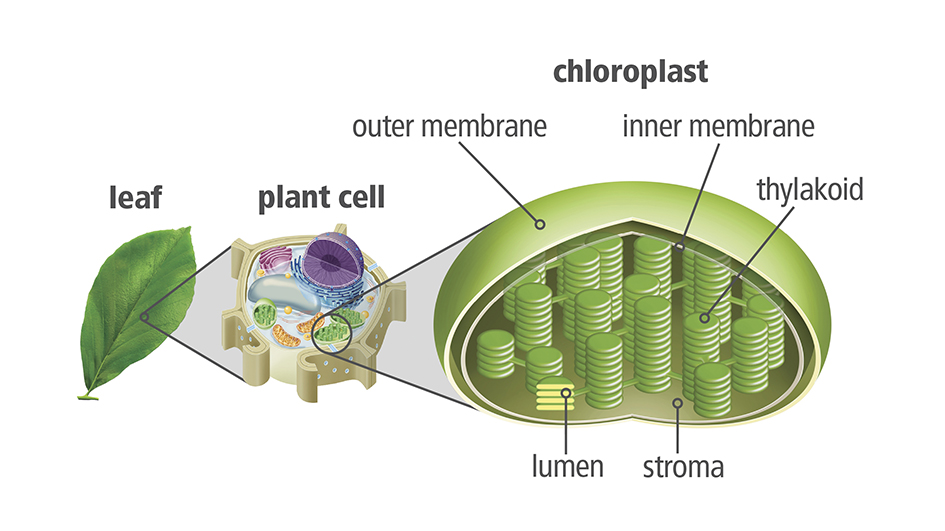 chloroplast
outer membrane
inner membrane
thylakoid
leaf
plant cell
lumen
stroma